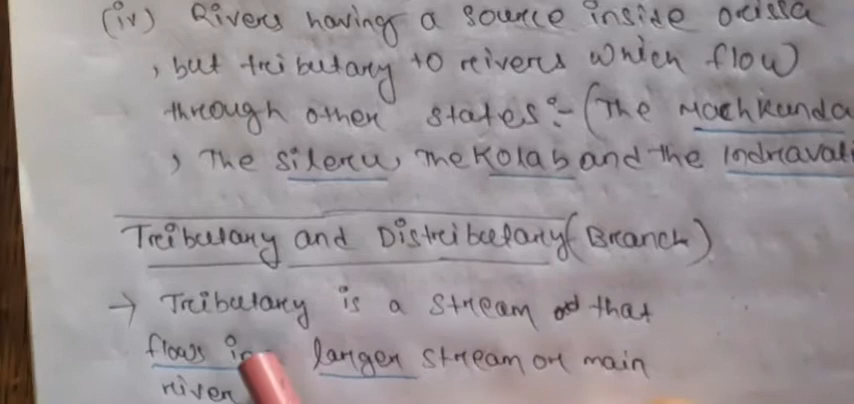 (iv) Rivers having a source inside orissa
, but tributary to rivers which flow
through other states :- (The Machkunda
, The Sileru, The Kolab and the Indravati
Tributary and Distributary (Branch)
→ Tributary is a stream that
flows in larger stream or main
river